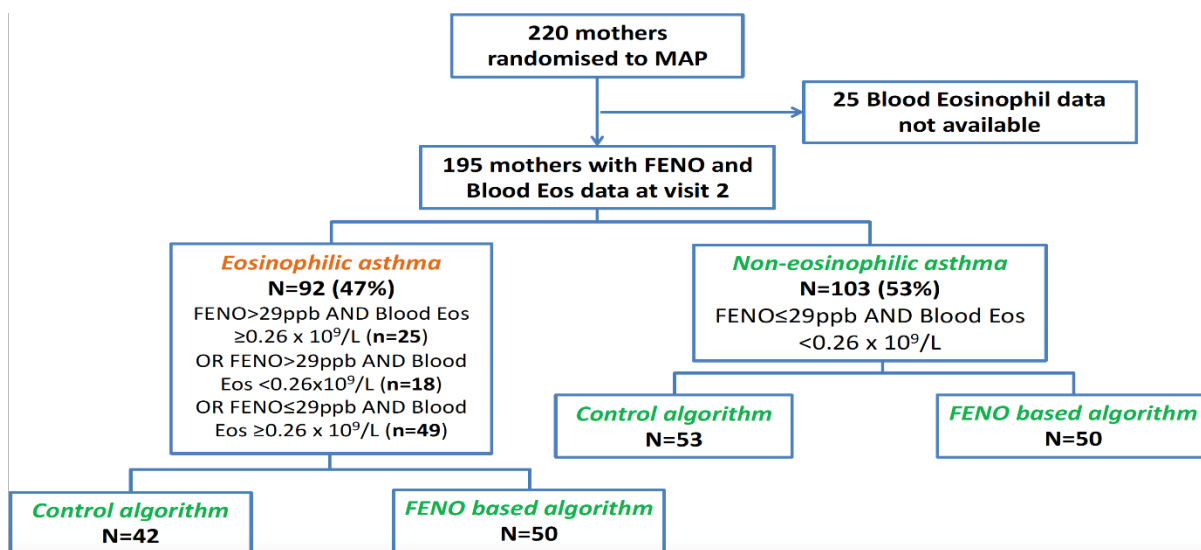 220 mothers
randomised to MAP
25 Blood Eosinophil data
not available
195 mothers with FENO and
Blood Eos data at visit 2
Eosinophilic asthma
N=92 (47%)
FENO>29ppb AND Blood Eos
≥0.26 x 10⁹/L (n=25)
OR FENO>29ppb AND Blood
Eos <0.26x10⁹/L (n=18)
OR FENO≤29ppb AND Blood
Eos ≥0.26 x 10⁹/L (n=49)
Non-eosinophilic asthma
N=103 (53%)
FENO≤29ppb AND Blood Eos
<0.26 x 10⁹/L
Control algorithm
N=53
FENO based algorithm
N=50
Control algorithm
N=42
FENO based algorithm
N=50